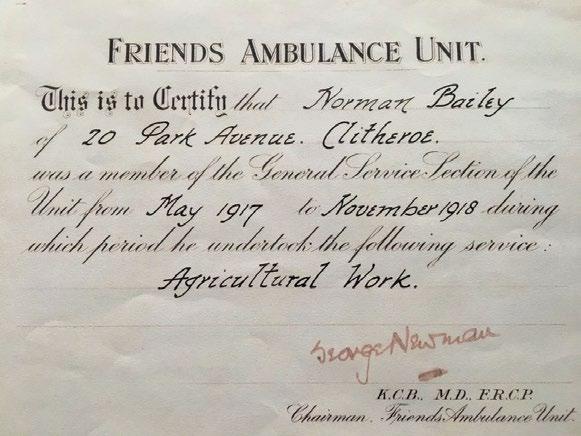 FRIENDS AMBULANCE UNIT.
This is to Certify that Norman Bailey
of 20 Park Avenue. Clitheroe.
was a member of the General Service Section of the
Unit from May 1917 to November 1918 during
which period he undertook the following service :
Agricultural Work.
George Newman
K.C.B., M.D., F.R.C.P.
Chairman, Friends Ambulance Unit.